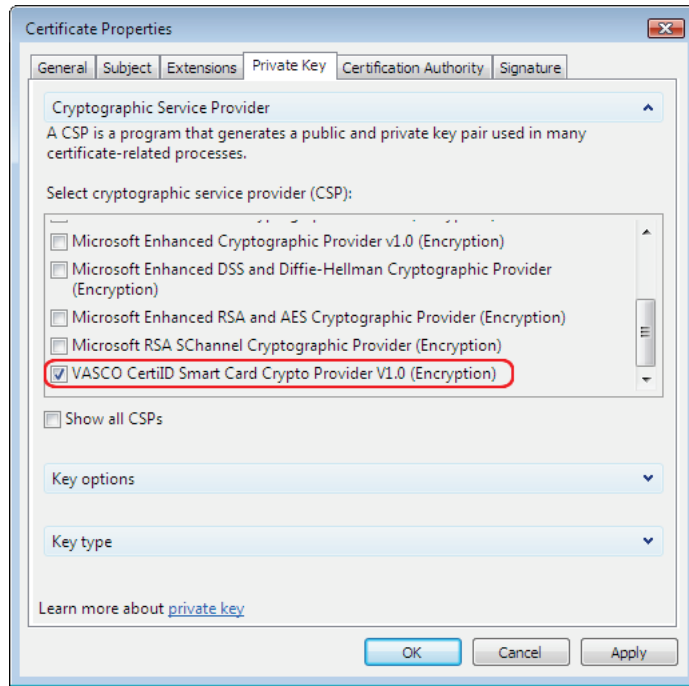 Certificate Properties
General Subject Extensions Private Key Certification Authority Signature
Cryptographic Service Provider
A CSP is a program that generates a public and private key pair used in many
certificate-related processes.
Select cryptographic service provider (CSP):
Microsoft Enhanced Cryptographic Provider v1.0 (Encryption)
Microsoft Enhanced DSS and Diffie-Hellman Cryptographic Provider
(Encryption)
Microsoft Enhanced RSA and AES Cryptographic Provider (Encryption)
Microsoft RSA SChannel Cryptographic Provider (Encryption)
VASCO CertiID Smart Card Crypto Provider V1.0 (Encryption)
Show all CSPs
Key options
Key type
Learn more about private key
OK Cancel Apply